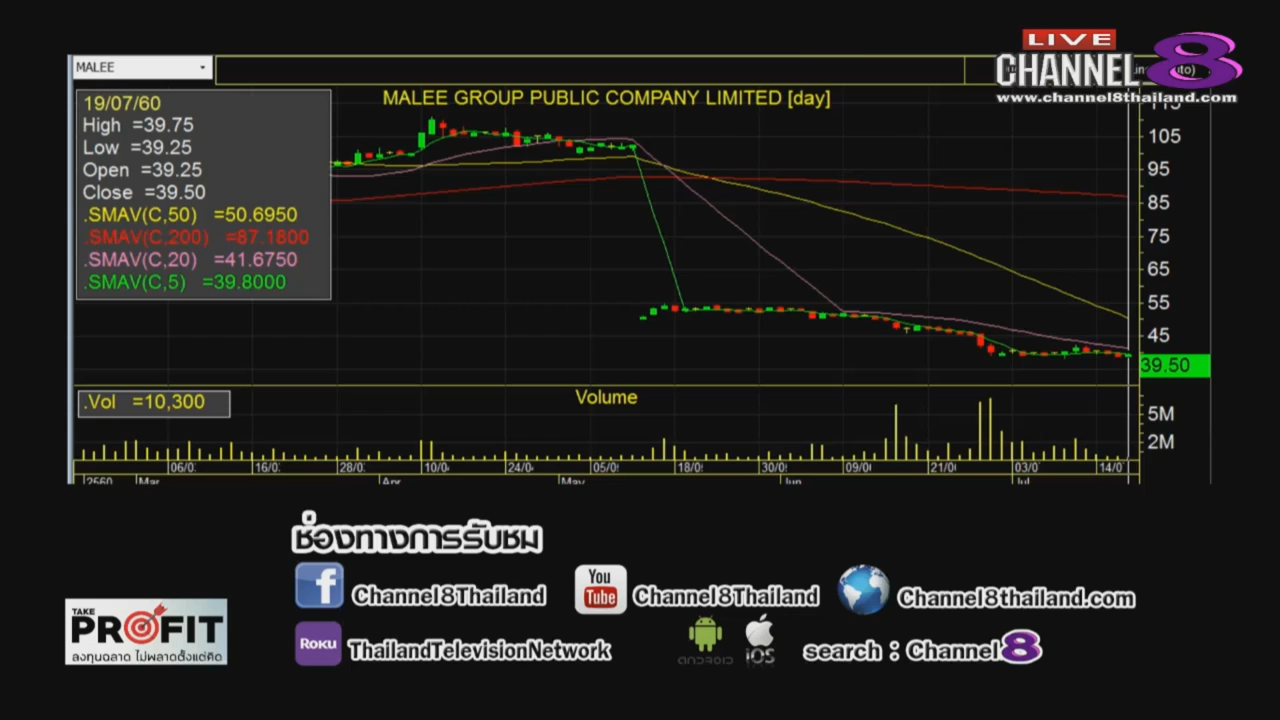 LIVE
CHANNEL 8
www.channel8thailand.com
MALEE
19/07/60
High =39.75
Low =39.25
Open =39.25
Close =39.50
.SMAV(C,50) =50.6950
.SMAV(C,200) =87.1800
.SMAV(C,20) =41.6750
.SMAV(C,5) =39.8000
MALEE GROUP PUBLIC COMPANY LIMITED [day]
115
105
95
85
75
65
55
45
39.50
.Vol =10,300
Volume
5M
2M
06/0 16/0 28/0 10/0 24/0 05/0 18/0 30/0 09/0 21/0 03/0 14/0
2560 Mar Apr May Jun Jul
ช่องทางการรับชม
f Channel8Thailand You Tube Channel8Thailand Channel8thailand.com
ROKU ThailandTelevisionNetwork ANDROID iOS search : Channel 8
TAKE
PROFIT
ลงทุนฉลาด ไม่พลาดตั้งแต่คิด